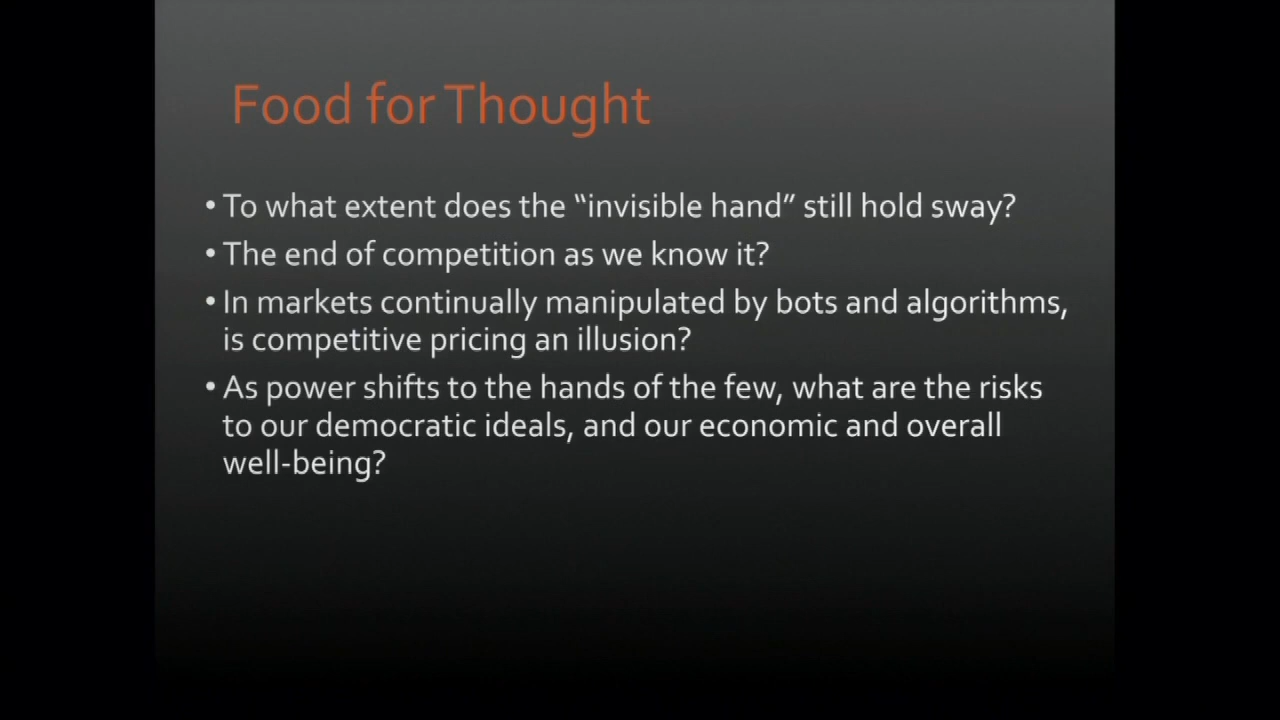 Food for Thought
• To what extent does the “invisible hand” still hold sway?
• The end of competition as we know it?
• In markets continually manipulated by bots and algorithms,
is competitive pricing an illusion?
• As power shifts to the hands of the few, what are the risks
to our democratic ideals, and our economic and overall
well-being?